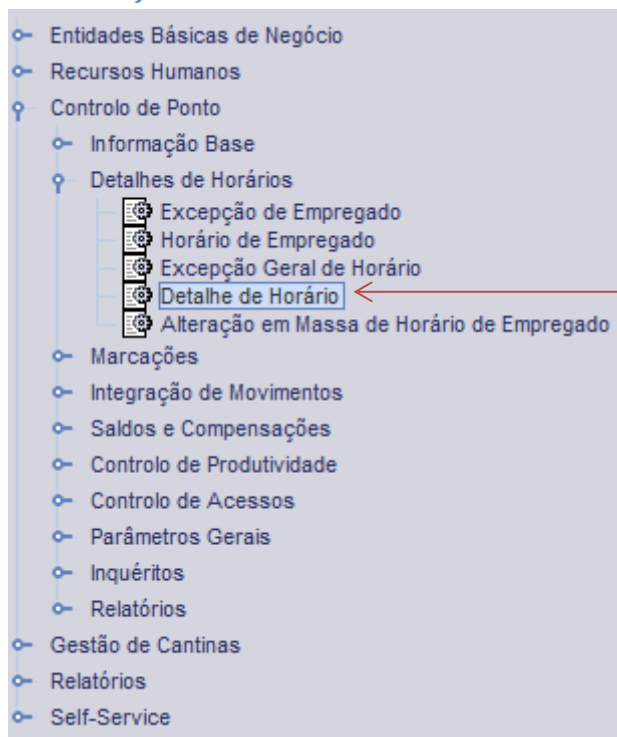 Entidades Básicas de Negócio
Recursos Humanos
Controlo de Ponto
Informação Base
Detalhes de Horários
Excepção de Empregado
Horário de Empregado
Excepção Geral de Horário
Detalhe de Horário
Alteração em Massa de Horário de Empregado
Marcações
Integração de Movimentos
Saldos e Compensações
Controlo de Produtividade
Controlo de Acessos
Parâmetros Gerais
Inquéritos
Relatórios
Gestão de Cantinas
Relatórios
Self-Service